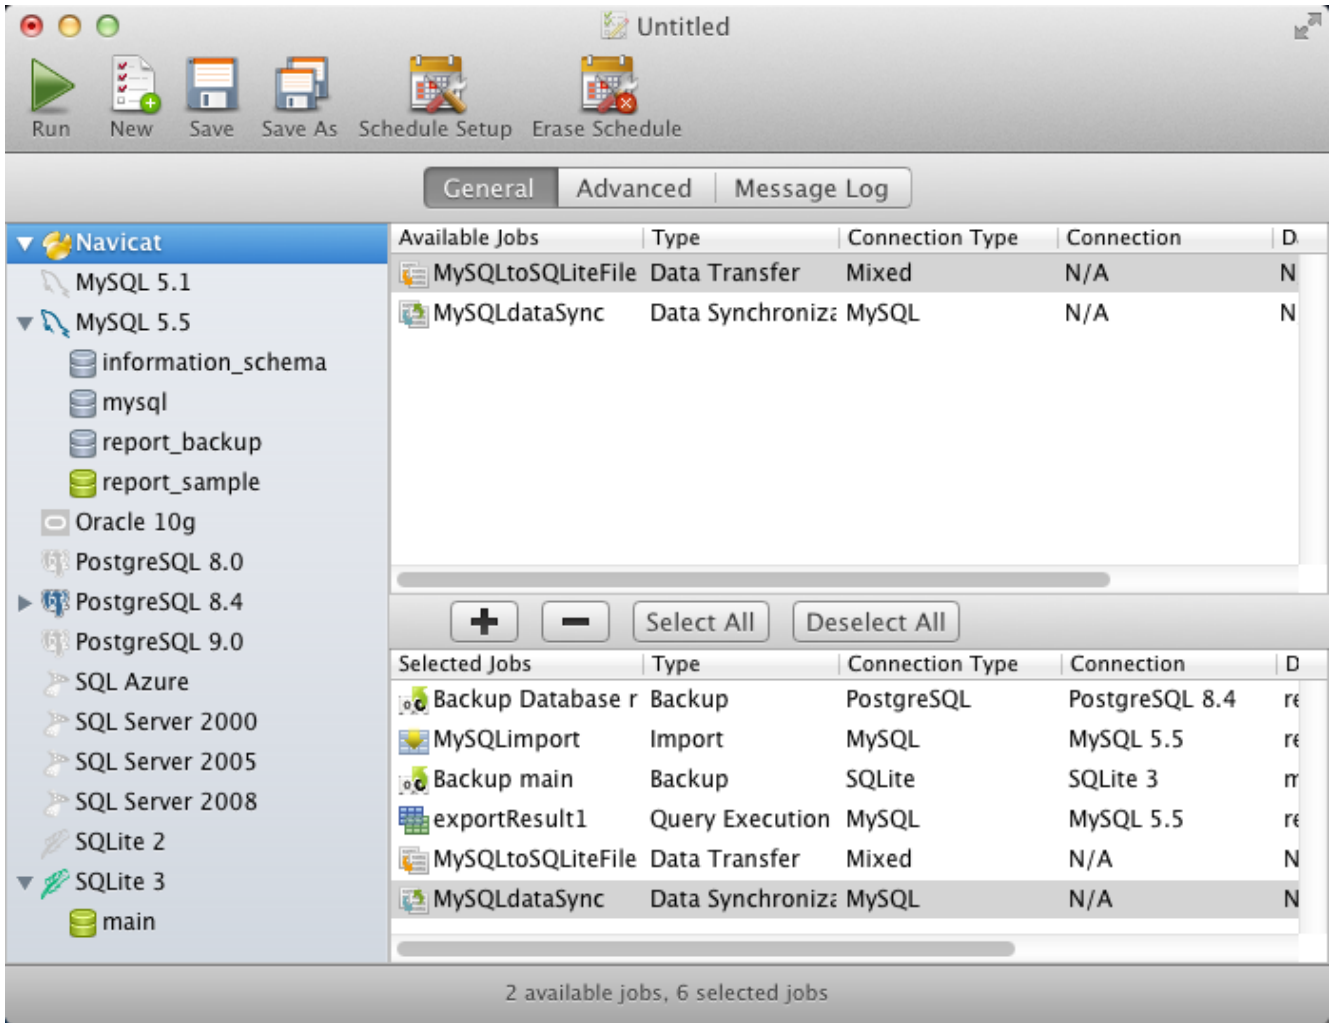 Untitled
Run New Save Save As Schedule Setup Erase Schedule
General Advanced Message Log
Navicat
MySQL 5.1
MySQL 5.5
information_schema
mysql
report_backup
report_sample
Oracle 10g
PostgreSQL 8.0
PostgreSQL 8.4
PostgreSQL 9.0
SQL Azure
SQL Server 2000
SQL Server 2005
SQL Server 2008
SQLite 2
SQLite 3
main
Available Jobs Type Connection Type Connection D
MySQLtoSQLiteFile Data Transfer Mixed N/A N
MySQLdataSync Data Synchroniza MySQL N/A N
Select All Deselect All
Selected Jobs Type Connection Type Connection D
Backup Database r Backup PostgreSQL PostgreSQL 8.4 re
MySQLimport Import MySQL MySQL 5.5 re
Backup main Backup SQLite SQLite 3 m
exportResult1 Query Execution MySQL MySQL 5.5 re
MySQLtoSQLiteFile Data Transfer Mixed N/A N
MySQLdataSync Data Synchroniza MySQL N/A N
2 available jobs, 6 selected jobs